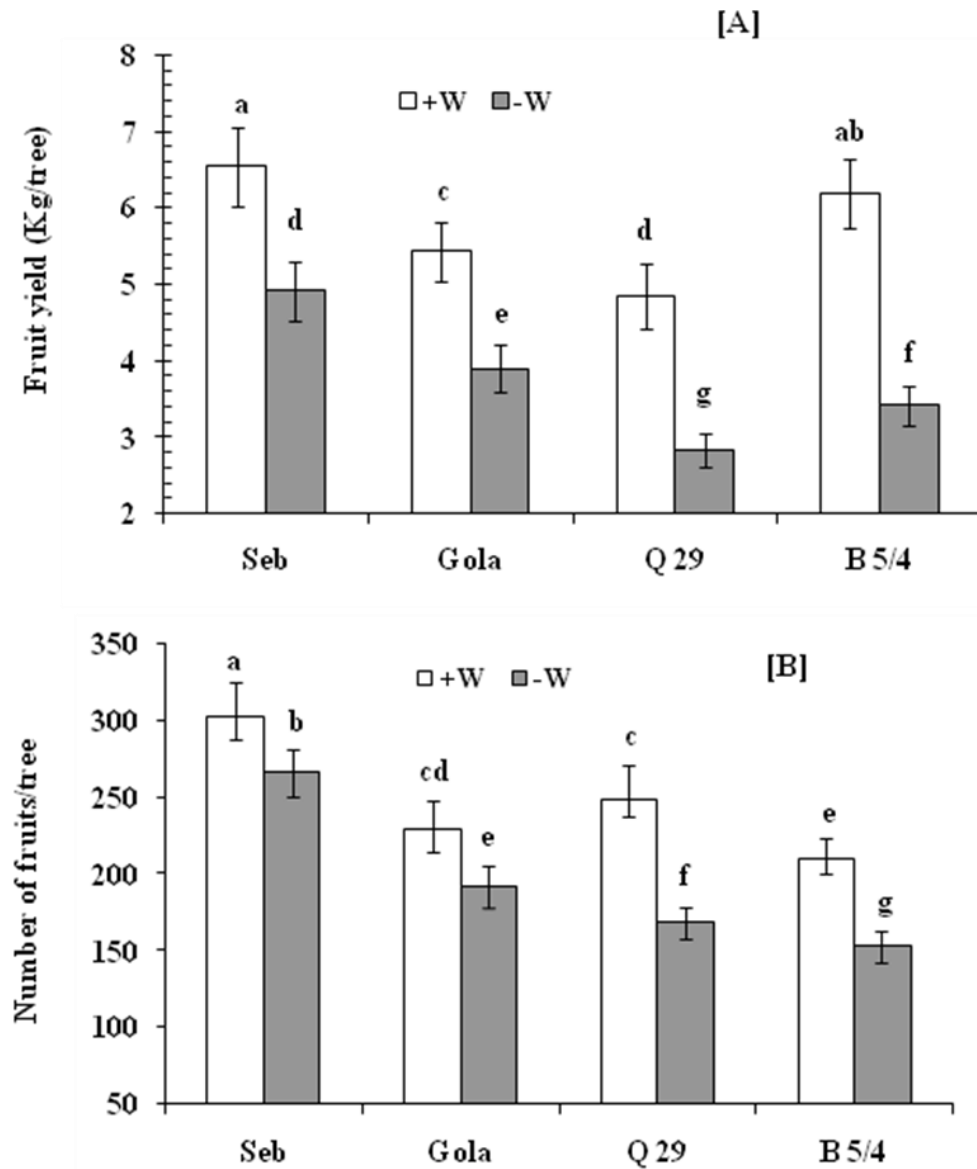 [A]
Fruit yield (Kg/tree)
8
7
6
5
4
3
2
+W -W
a
d
c
e
d
g
ab
f
Seb Gola Q 29 B 5/4
[B]
Number of fruits/tree
350
300
250
200
150
100
50
+W -W
a
b
cd
e
c
f
e
g
Seb Gola Q 29 B 5/4